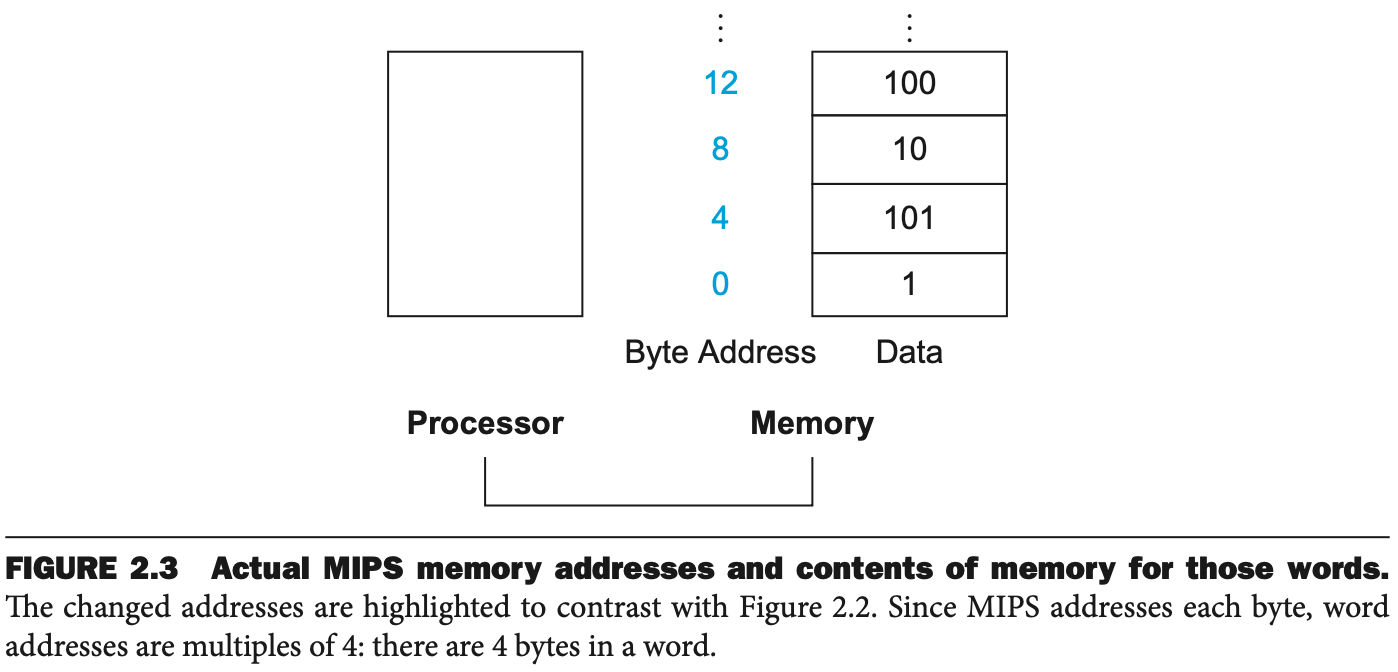 ⋮ ⋮
12 100
8 10
4 101
0 1
Byte Address Data
Processor Memory
FIGURE 2.3 Actual MIPS memory addresses and contents of memory for those words.
The changed addresses are highlighted to contrast with Figure 2.2. Since MIPS addresses each byte, word
addresses are multiples of 4: there are 4 bytes in a word.